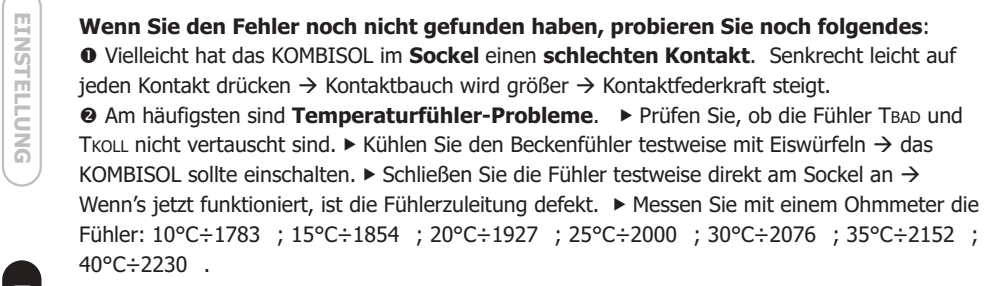 EINSTELLUNG
Wenn Sie den Fehler noch nicht gefunden haben, probieren Sie noch folgendes:
❶ Vielleicht hat das KOMBISOL im Sockel einen schlechten Kontakt. Senkrecht leicht auf
jeden Kontakt drücken → Kontaktbauch wird größer → Kontaktfederkraft steigt.
❷ Am häufigsten sind Temperaturfühler-Probleme. ▶ Prüfen Sie, ob die Fühler TBAD und
TKOLL nicht vertauscht sind. ▶ Kühlen Sie den Beckenfühler testweise mit Eiswürfeln → das
KOMBISOL sollte einschalten. ▶ Schließen Sie die Fühler testweise direkt am Sockel an →
Wenn's jetzt funktioniert, ist die Fühlerzuleitung defekt. ▶ Messen Sie mit einem Ohmmeter die
Fühler: 10°C÷1783 ; 15°C÷1854 ; 20°C÷1927 ; 25°C÷2000 ; 30°C÷2076 ; 35°C÷2152 ;
40°C÷2230 .